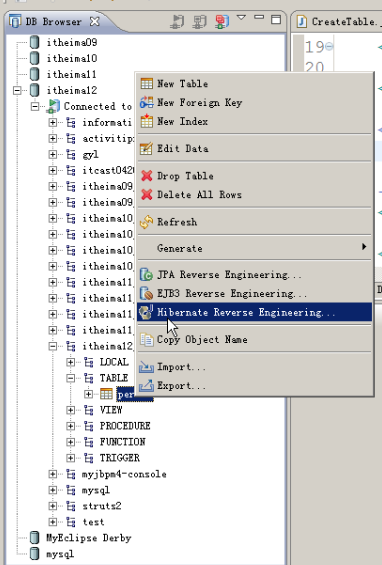 DB Browser
CreateTable.
itheima09
itheima10
itheima11
itheima12
Connected to
informati
activitip
gyl
itcast042
itheima09
itheima09
itheima10
itheima10
itheima10
itheima10
itheima11
itheima11
itheima11
itheima12
LOCAL
TABLE
per
VIEW
PROCEDURE
FUNCTION
TRIGGER
myjbpm4-console
mysql
struts2
test
MyEclipse Derby
mysql
19
20
New Table
New Foreign Key
New Index
Edit Data
Drop Table
Delete All Rows
Refresh
Generate
JPA Reverse Engineering...
EJB3 Reverse Engineering...
Hibernate Reverse Engineering...
Copy Object Name
Import...
Export...